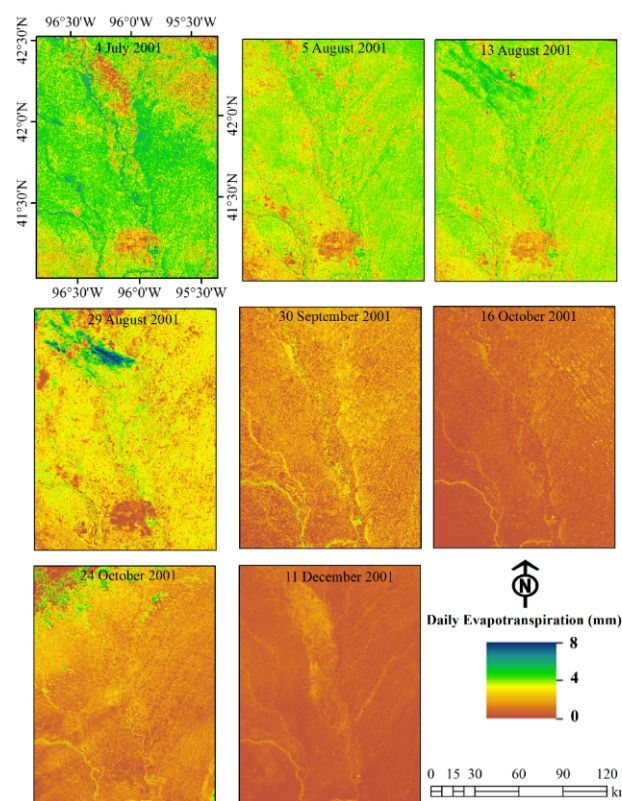 96°30'W 96°0'W 95°30'W
4 July 2001
5 August 2001
13 August 2001
42°30'N
42°0'N
41°30'N
42°0'N
41°30'N
96°30'W 96°0'W 95°30'W
29 August 2001
30 September 2001
16 October 2001
24 October 2001
11 December 2001
N
Daily Evapotranspiration (mm)
8
4
0
0 15 30 60 90 120
km